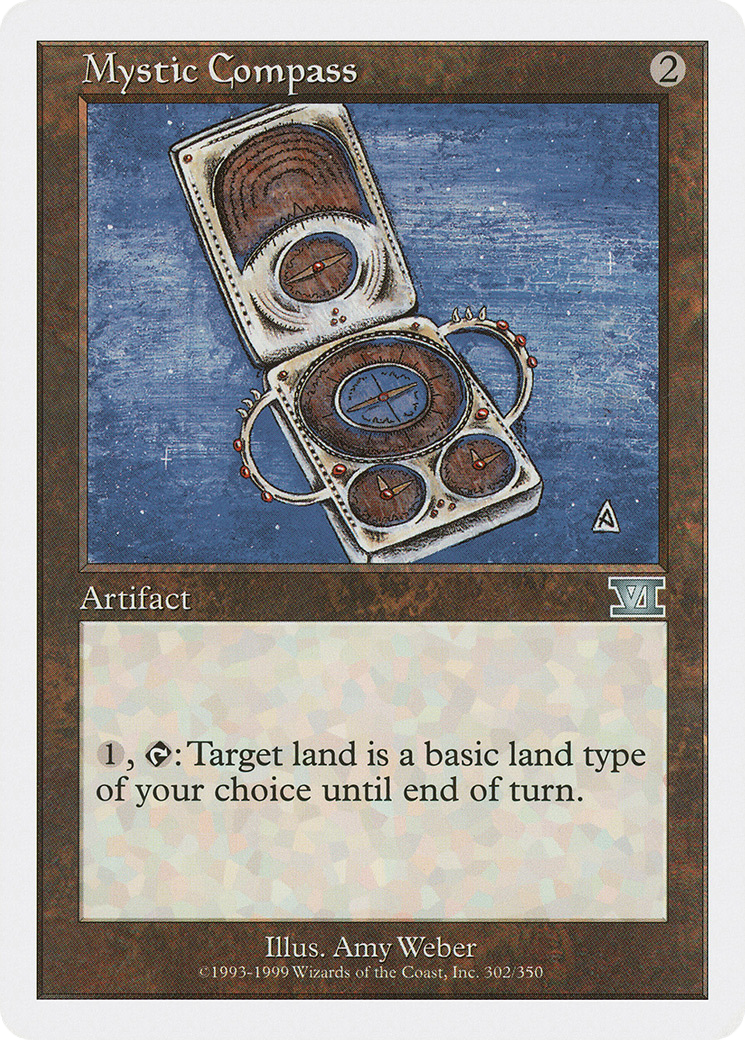 Mystic Compass 2
Artifact VI
1, : Target land is a basic land type
of your choice until end of turn.
Illus. Amy Weber
©1993-1999 Wizards of the Coast, Inc. 302/350